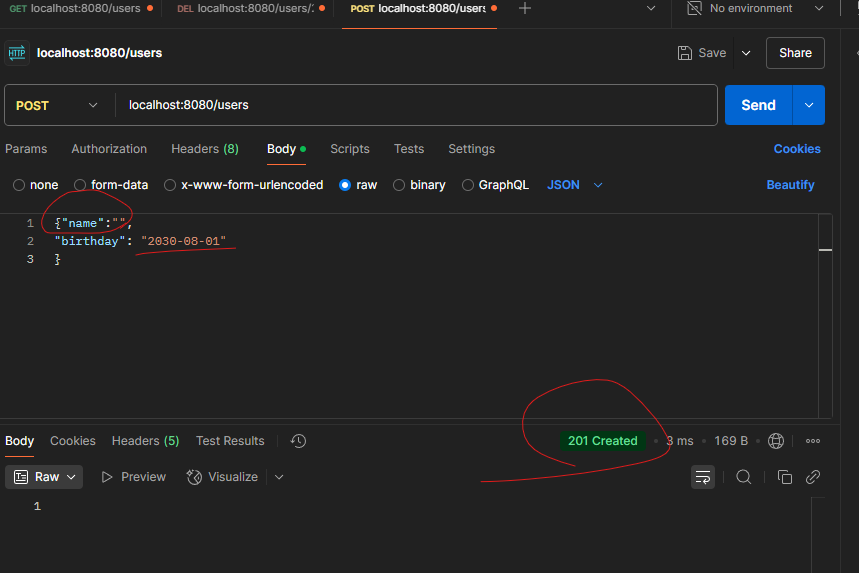 GET localhost:8080/users
DEL localhost:8080/users/
POST localhost:8080/users
No environment
HTTP localhost:8080/users
Save
Share
POST
localhost:8080/users
Send
Params
Authorization
Headers (8)
Body
Scripts
Tests
Settings
Cookies
none
form-data
x-www-form-urlencoded
raw
binary
GraphQL
JSON
Beautify
1 {"name":"",
2 "birthday": "2030-08-01"
3 }
Body
Cookies
Headers (5)
Test Results
201 Created
3 ms
169 B
Raw
Preview
Visualize
1